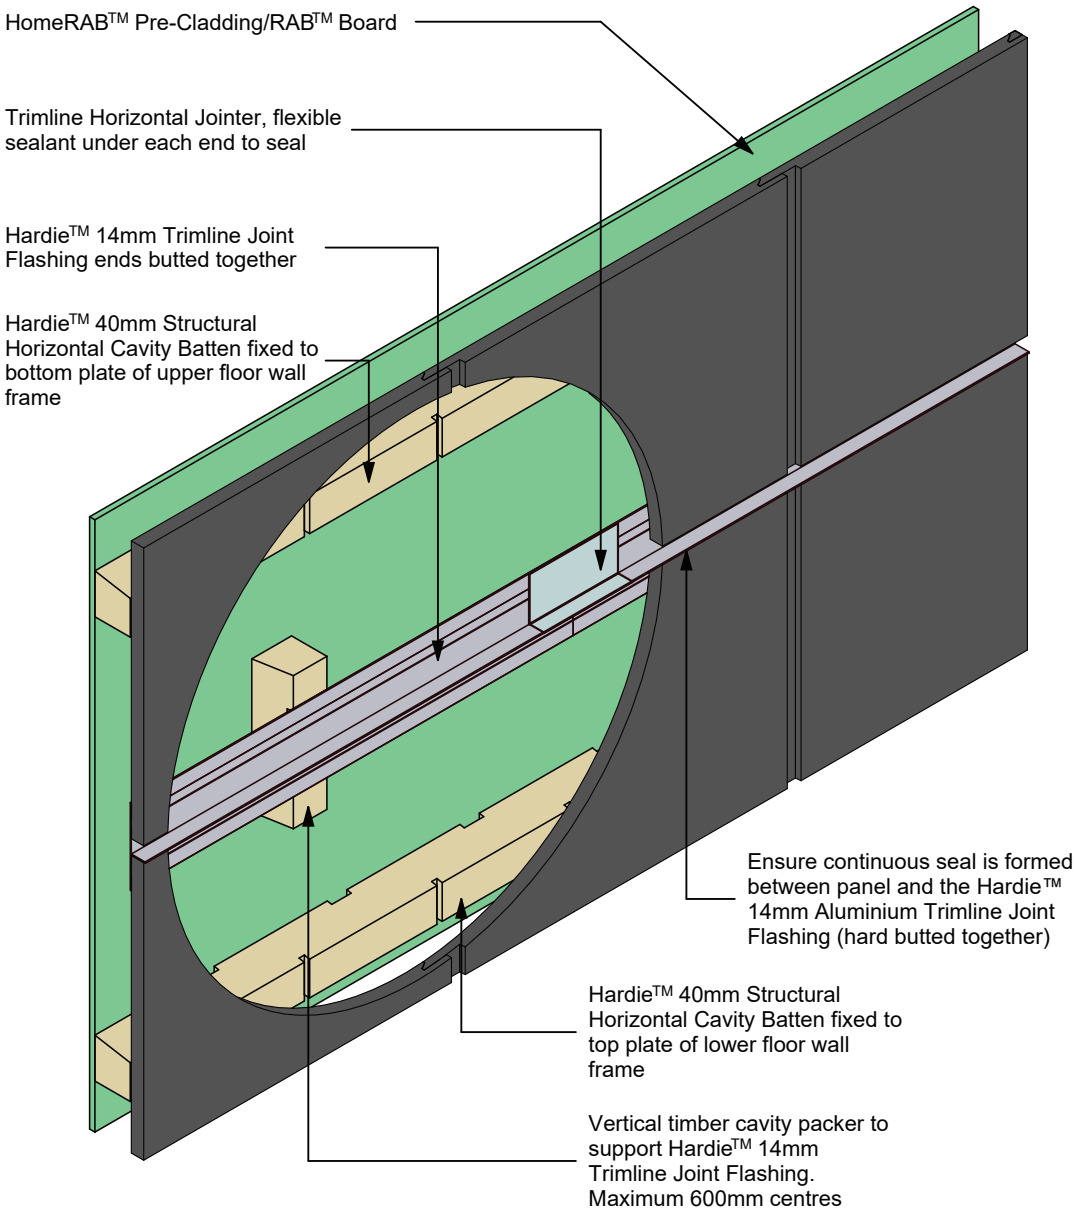 HomeRAB™ Pre-Cladding/RAB™ Board
Trimline Horizontal Jointer, flexible
sealant under each end to seal
Hardie™ 14mm Trimline Joint
Flashing ends butted together
Hardie™ 40mm Structural
Horizontal Cavity Batten fixed to
bottom plate of upper floor wall
frame
Ensure continuous seal is formed
between panel and the Hardie™
14mm Aluminium Trimline Joint
Flashing (hard butted together)
Hardie™ 40mm Structural
Horizontal Cavity Batten fixed to
top plate of lower floor wall
frame
Vertical timber cavity packer to
support Hardie™ 14mm
Trimline Joint Flashing.
Maximum 600mm centres